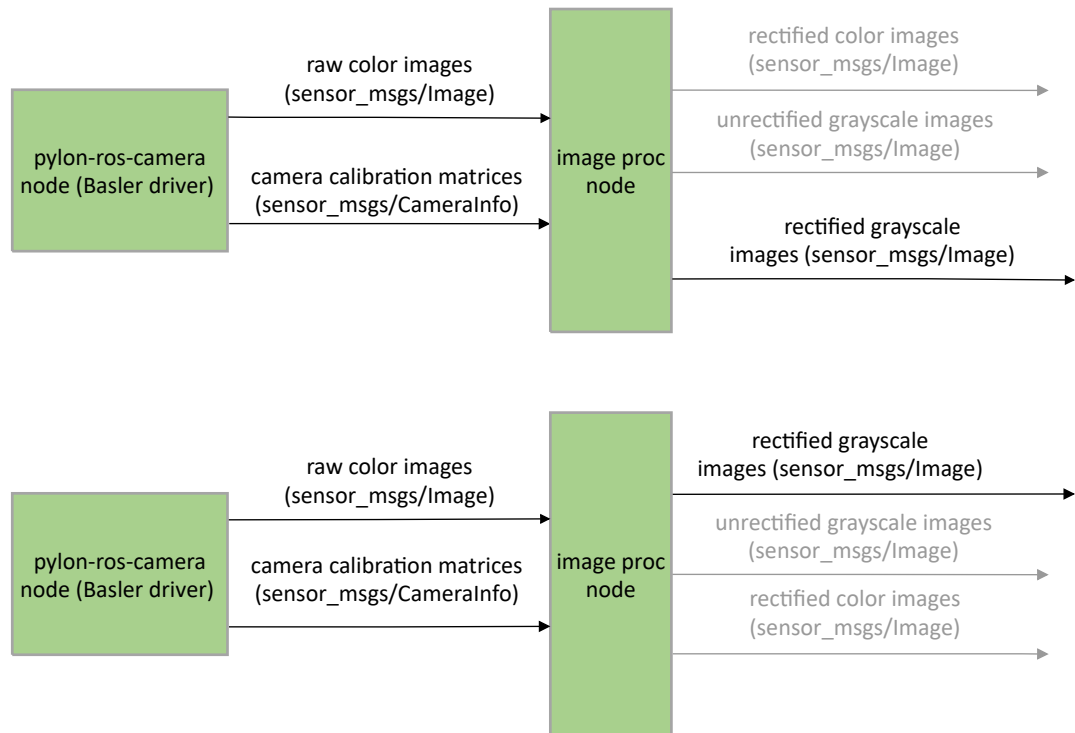 raw color images
(sensor_msgs/Image)
rectified color images
(sensor_msgs/Image)
unrectified grayscale images
(sensor_msgs/Image)
pylon-ros-camera
node (Basler driver)
camera calibration matrices
(sensor_msgs/CameraInfo)
image proc
node
rectified grayscale
images (sensor_msgs/Image)
rectified grayscale
images (sensor_msgs/Image)
raw color images
(sensor_msgs/Image)
unrectified grayscale images
(sensor_msgs/Image)
pylon-ros-camera
node (Basler driver)
camera calibration matrices
(sensor_msgs/CameraInfo)
image proc
node
rectified color images
(sensor_msgs/Image)